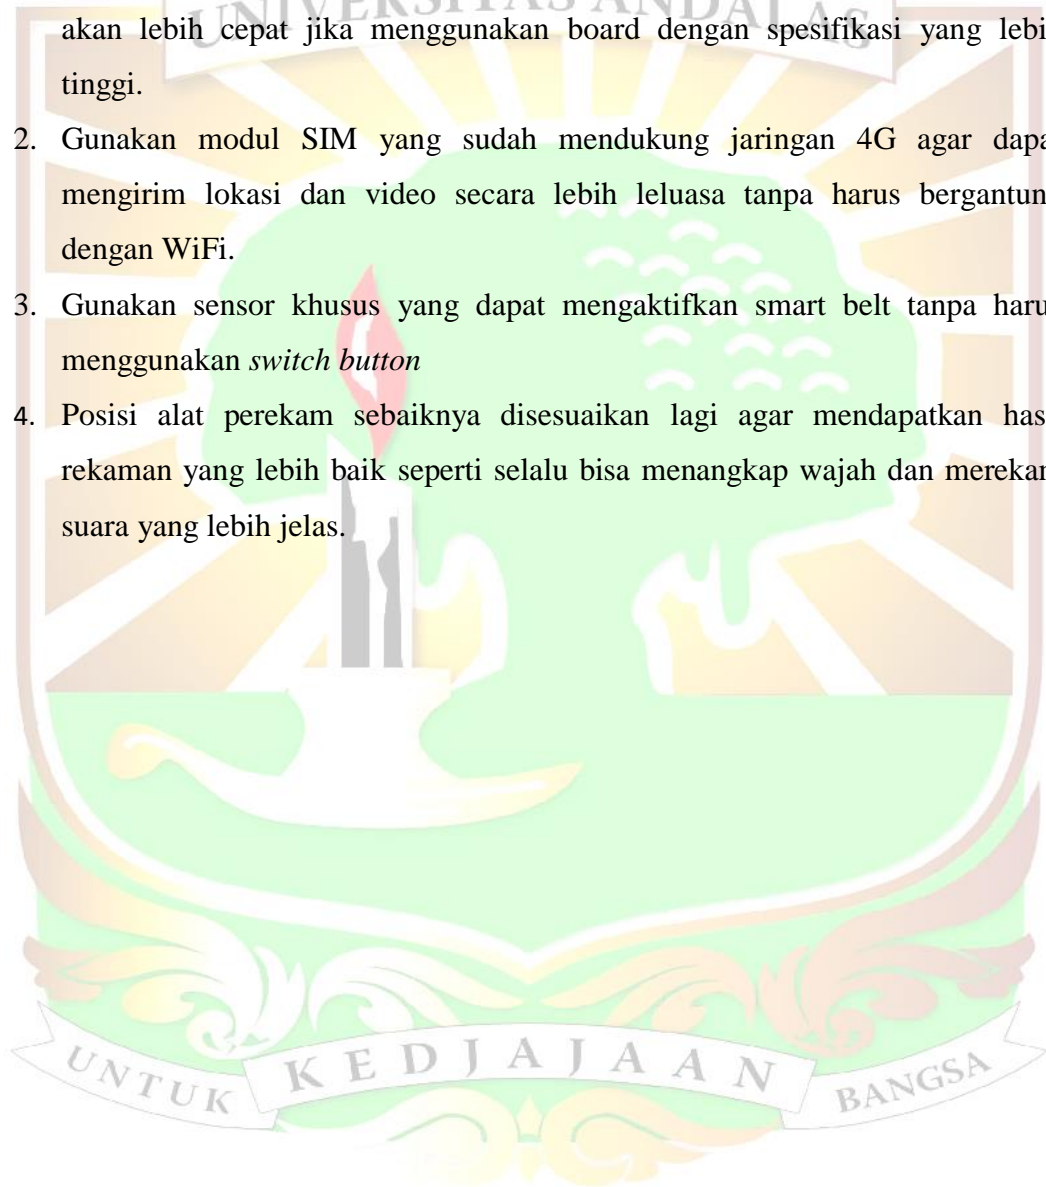 UNIVERSITAS ANDALAS
akan lebih cepat jika menggunakan board dengan spesifikasi yang lebi
tinggi.
2. Gunakan modul SIM yang sudah mendukung jaringan 4G agar dapa
mengirim lokasi dan video secara lebih leluasa tanpa harus bergantun
dengan WiFi.
3. Gunakan sensor khusus yang dapat mengaktifkan smart belt tanpa haru
menggunakan switch button
4. Posisi alat perekam sebaiknya disesuaikan lagi agar mendapatkan has
rekaman yang lebih baik seperti selalu bisa menangkap wajah dan merekam
suara yang lebih jelas.
UNTUK KEDJAJAAN BANGSA